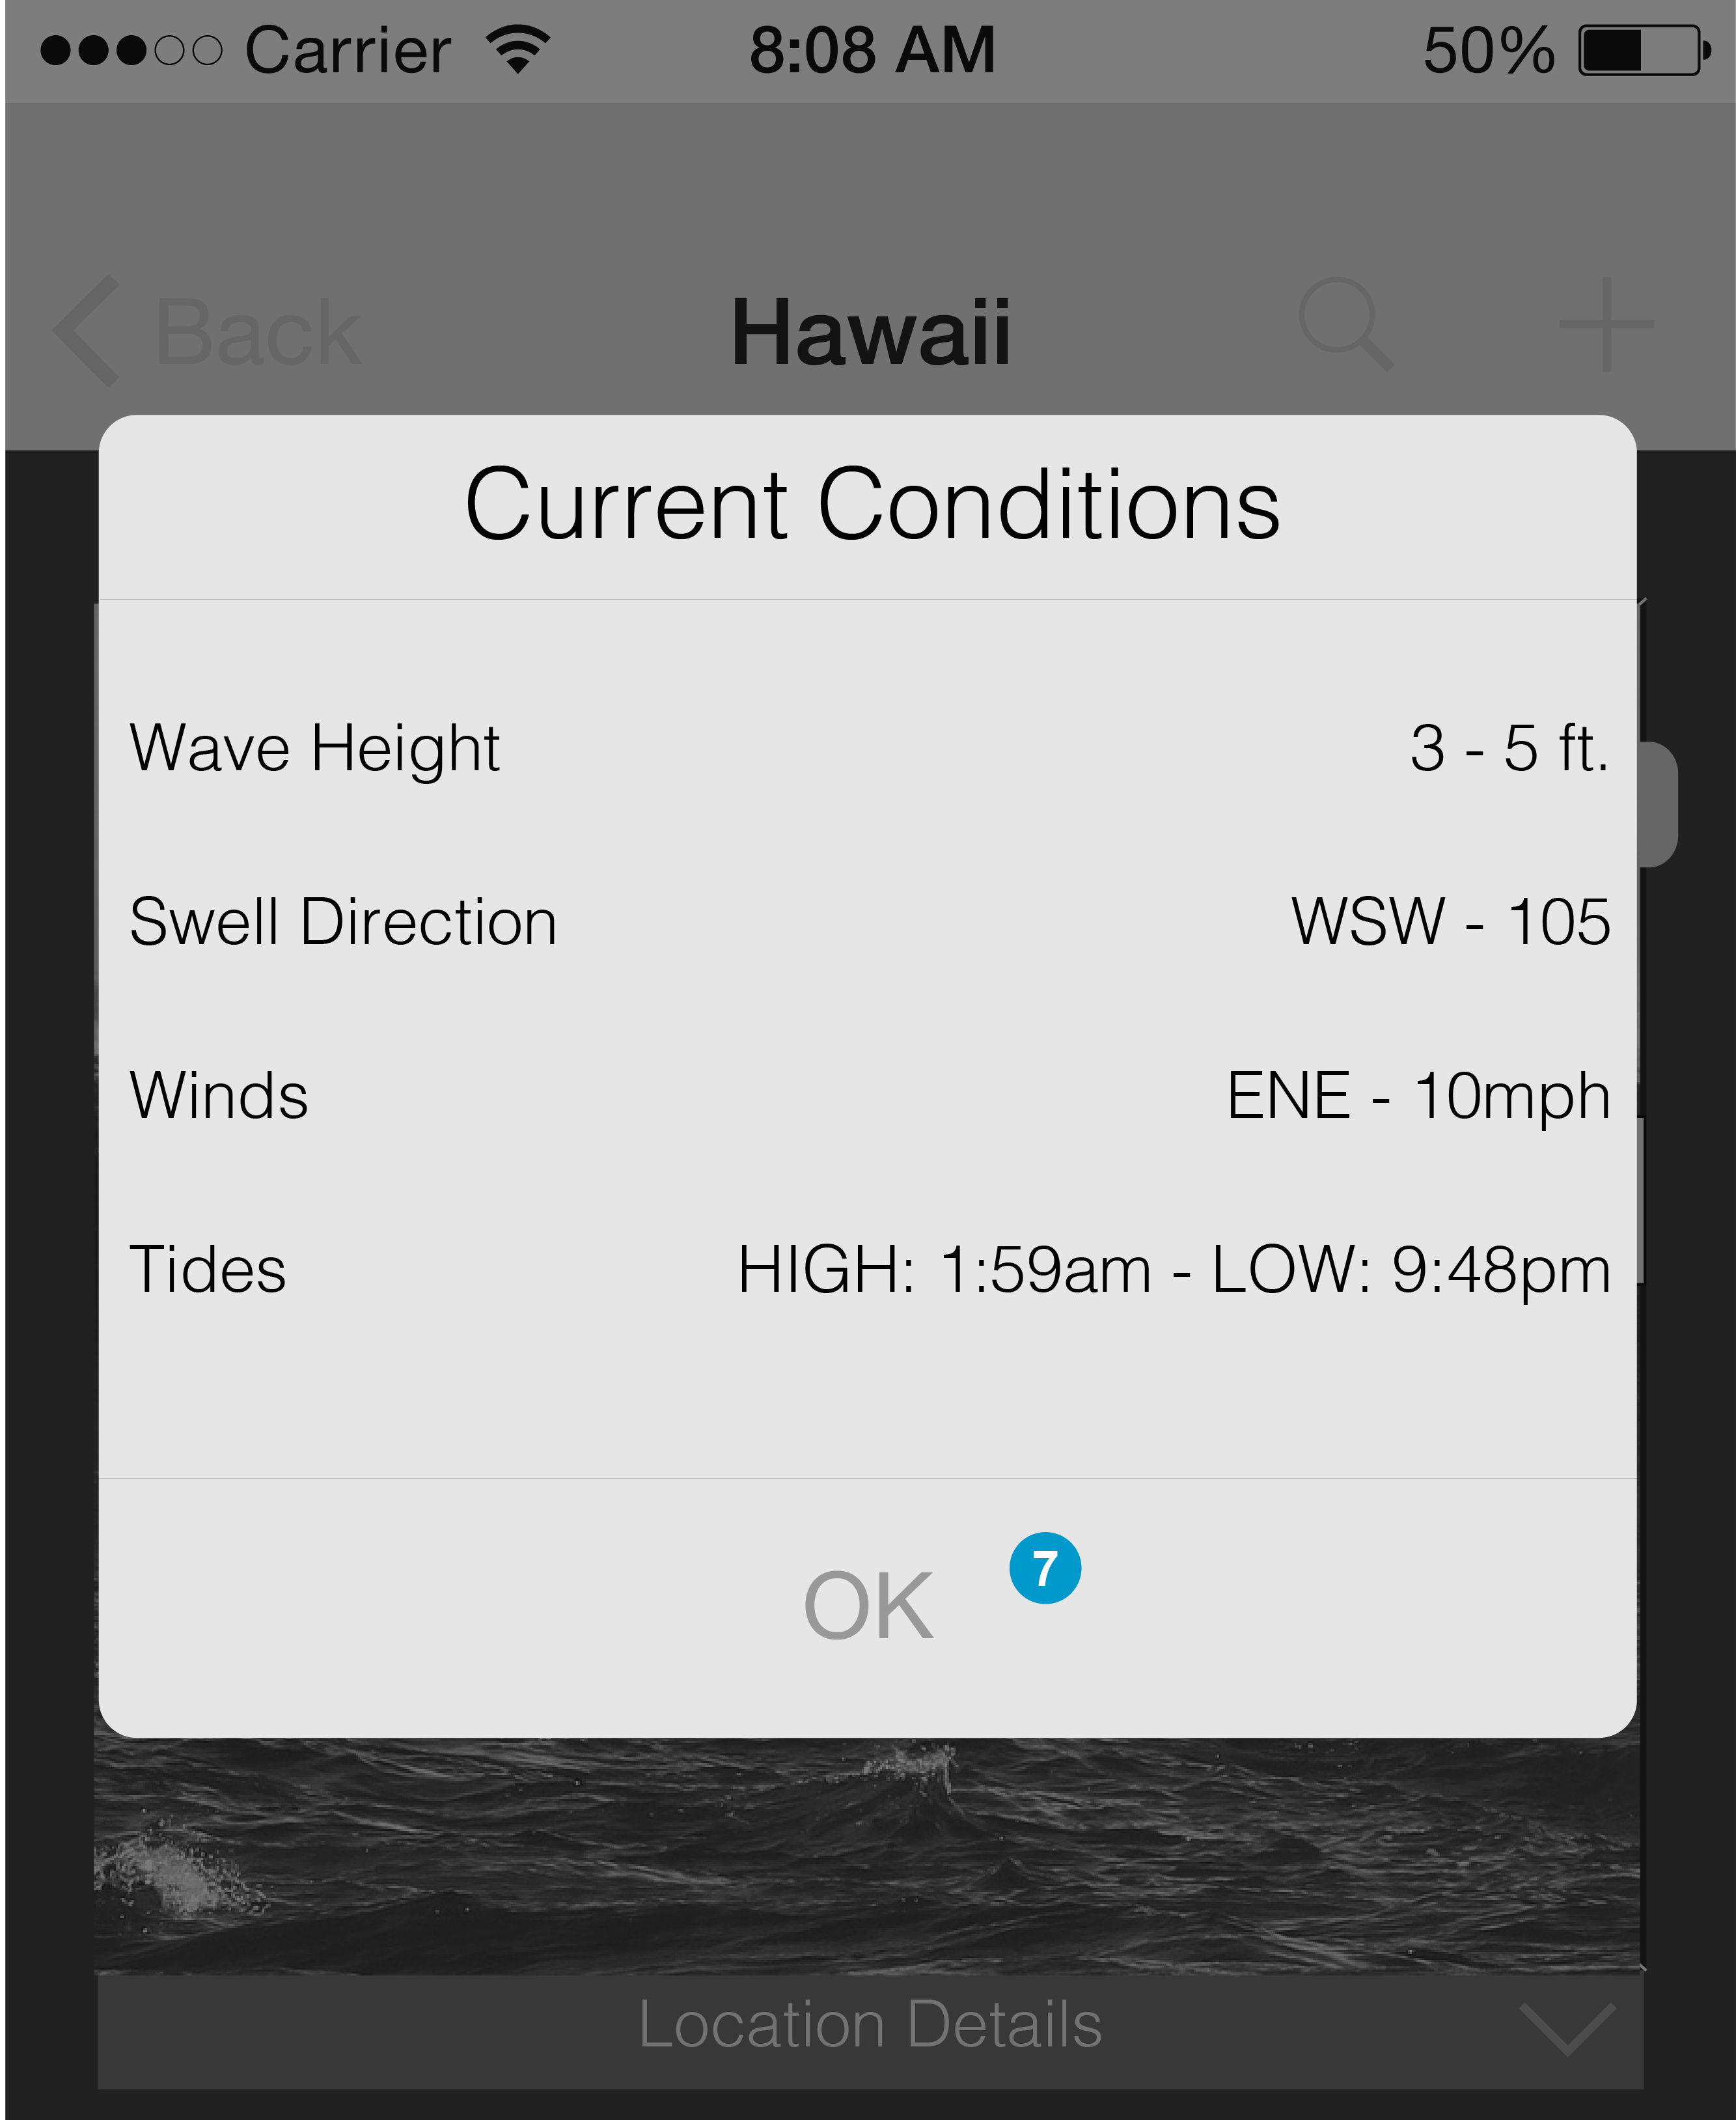 Carrier 8:08 AM 50%
Back Hawaii
Current Conditions
Wave Height 3 - 5 ft.
Swell Direction WSW - 105
Winds ENE - 10mph
Tides HIGH: 1:59am - LOW: 9:48pm
OK 7
Location Details